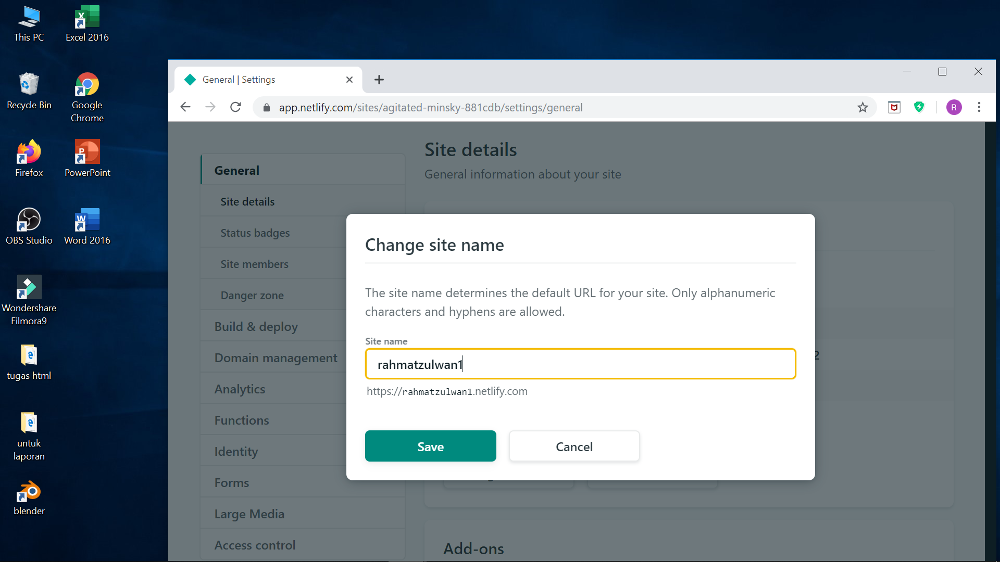 This PC
Excel 2016
Recycle Bin
Google
Chrome
Firefox
PowerPoint
OBS Studio
Word 2016
Wondershare
Filmora9
tugas html
untuk
laporan
blender
General | Settings
app.netlify.com/sites/agitated-minsky-881cdb/settings/general
R
General
Site details
Status badges
Site members
Danger zone
Build & deploy
Domain management
Analytics
Functions
Identity
Forms
Large Media
Access control
Site details
General information about your site
Change site name
The site name determines the default URL for your site. Only alphanumeric
characters and hyphens are allowed.
Site name
rahmatzulwan1
https://rahmatzulwan1.netlify.com
Save
Cancel
2
Add-ons